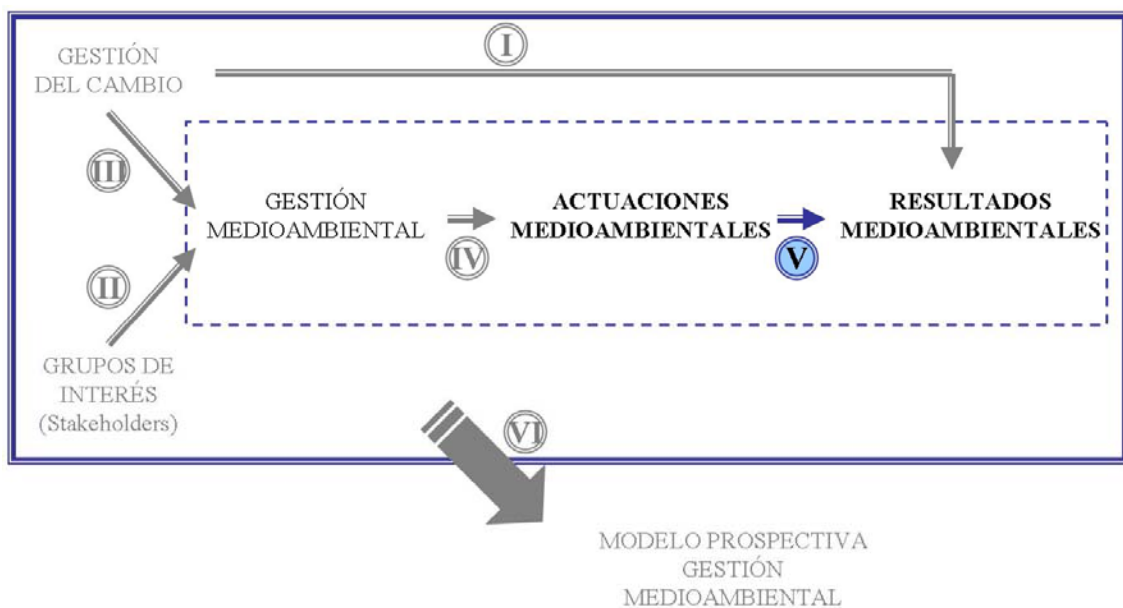 I
GESTIÓN
DEL CAMBIO
III
GESTIÓN
MEDIOAMBIENTAL
IV
ACTUACIONES
MEDIOAMBIENTALES
V
RESULTADOS
MEDIOAMBIENTALES
II
GRUPOS DE
INTERÉS
(Stakeholders)
VI
MODELO PROSPECTIVA
GESTIÓN
MEDIOAMBIENTAL